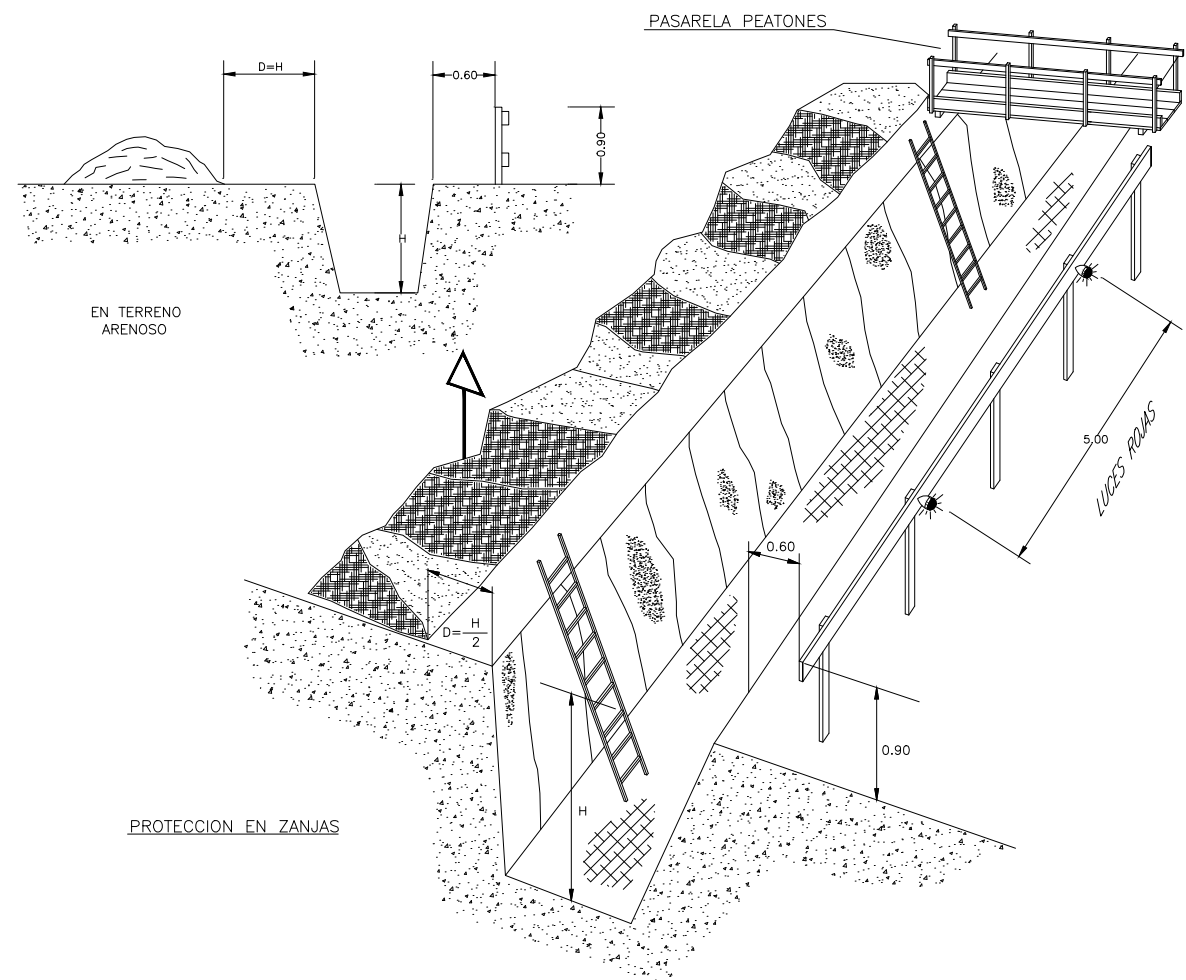 PASARELA PEATONES
D=H
0.60
0.90
H
EN TERRENO
ARENOSO
5,00
LUCES ROJAS
0.60
D=H/2
0.90
H
PROTECCION EN ZANJAS